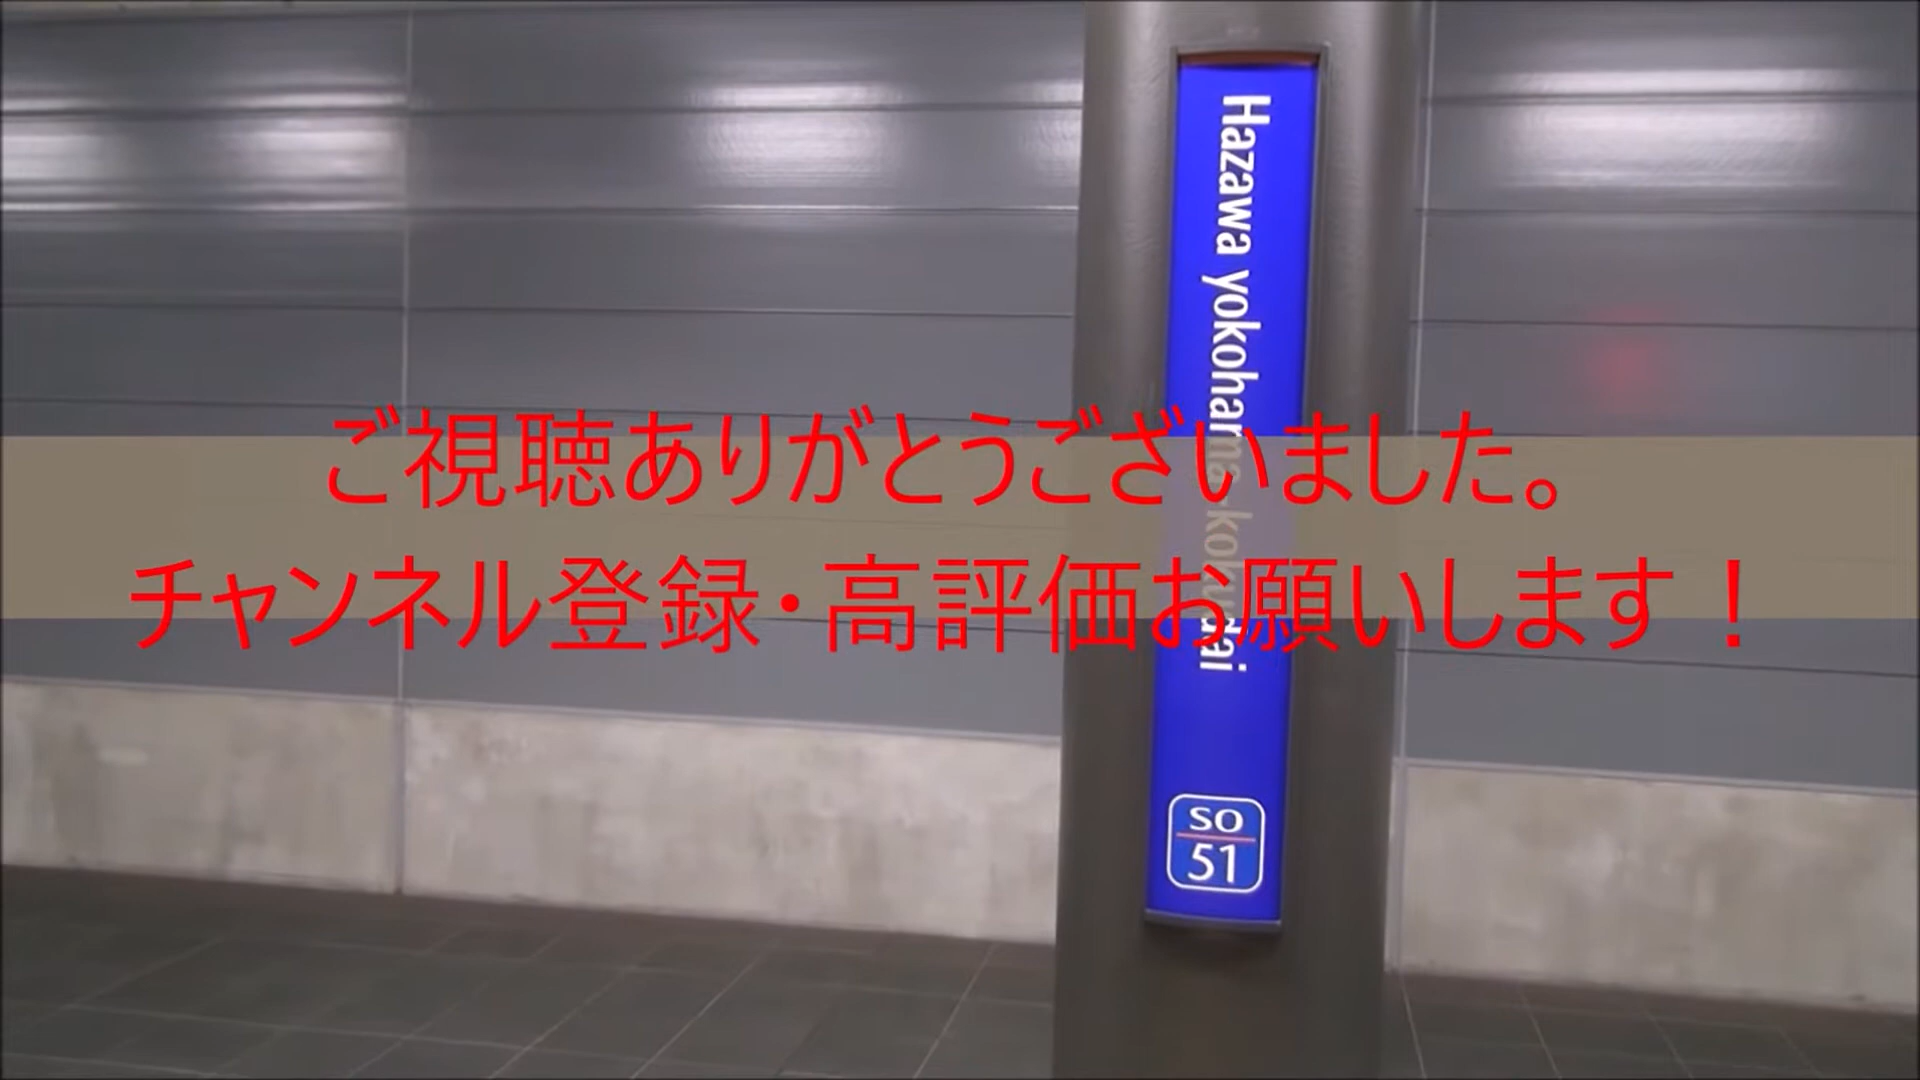 Hazawa yokohama-kokudai
ご視聴ありがとうございました。
チャンネル登録・高評価お願いします！
SO
51